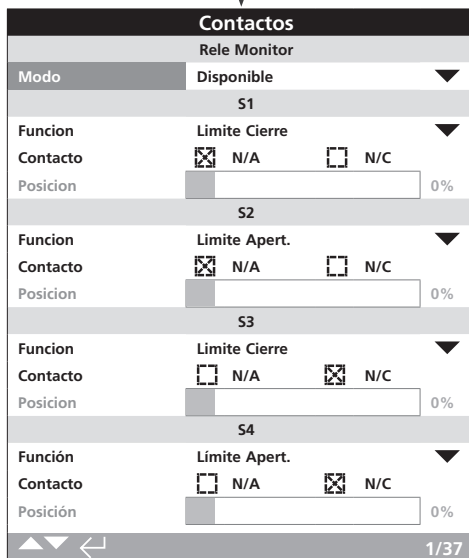 Contactos
Rele Monitor
Modo Disponible
S1
Funcion Limite Cierre
Contacto N/A N/C
Posicion 0%
S2
Funcion Limite Apert.
Contacto N/A N/C
Posicion 0%
S3
Funcion Limite Cierre
Contacto N/A N/C
Posicion 0%
S4
Función Límite Apert.
Contacto N/A N/C
Posición 0%
1/37